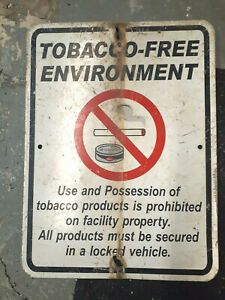 TOBACCO-FREE
ENVIRONMENT
Use and Possession of
tobacco products is prohibited
on facility property.
All products must be secured
in a locked vehicle.